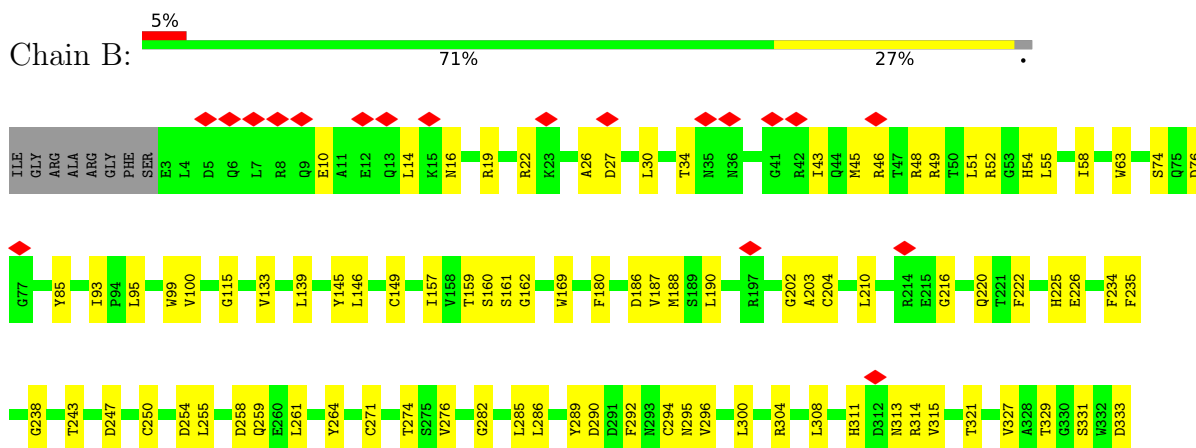 5%
Chain B:
71% 27% •
ILE GLY ARG ALA ARG GLY PHE SER E3 L4 D5 Q6 L7 R8 Q9 E10 A11 E12 Q13 L14 K15 N16 R19 R22 K23 A26 D27 L30 T34 N35 N36 G41 R42 I43 Q44 M45 R46 T47 R48 R49 T50 L51 R52 G53 H54 L55 I58 W63 S74 Q75 D76
G77 Y85 I93 P94 L95 W99 V100 G115 V133 L139 Y145 L146 C149 I157 V158 T159 S160 S161 G162 W169 F180 D186 V187 M188 S189 L190 R197 G202 A203 C204 L210 R214 E215 G216 Q220 T221 F222 H225 E226 F234 F235
G238 T243 D247 C250 D254 L255 D258 Q259 E260 L261 Y264 C271 T274 S275 V276 G282 L285 L286 Y289 D290 D291 F292 N293 C294 N295 V296 L300 R304 L308 H311 D312 N313 R314 V315 T321 V327 A328 T329 G330 S331 W332 D333